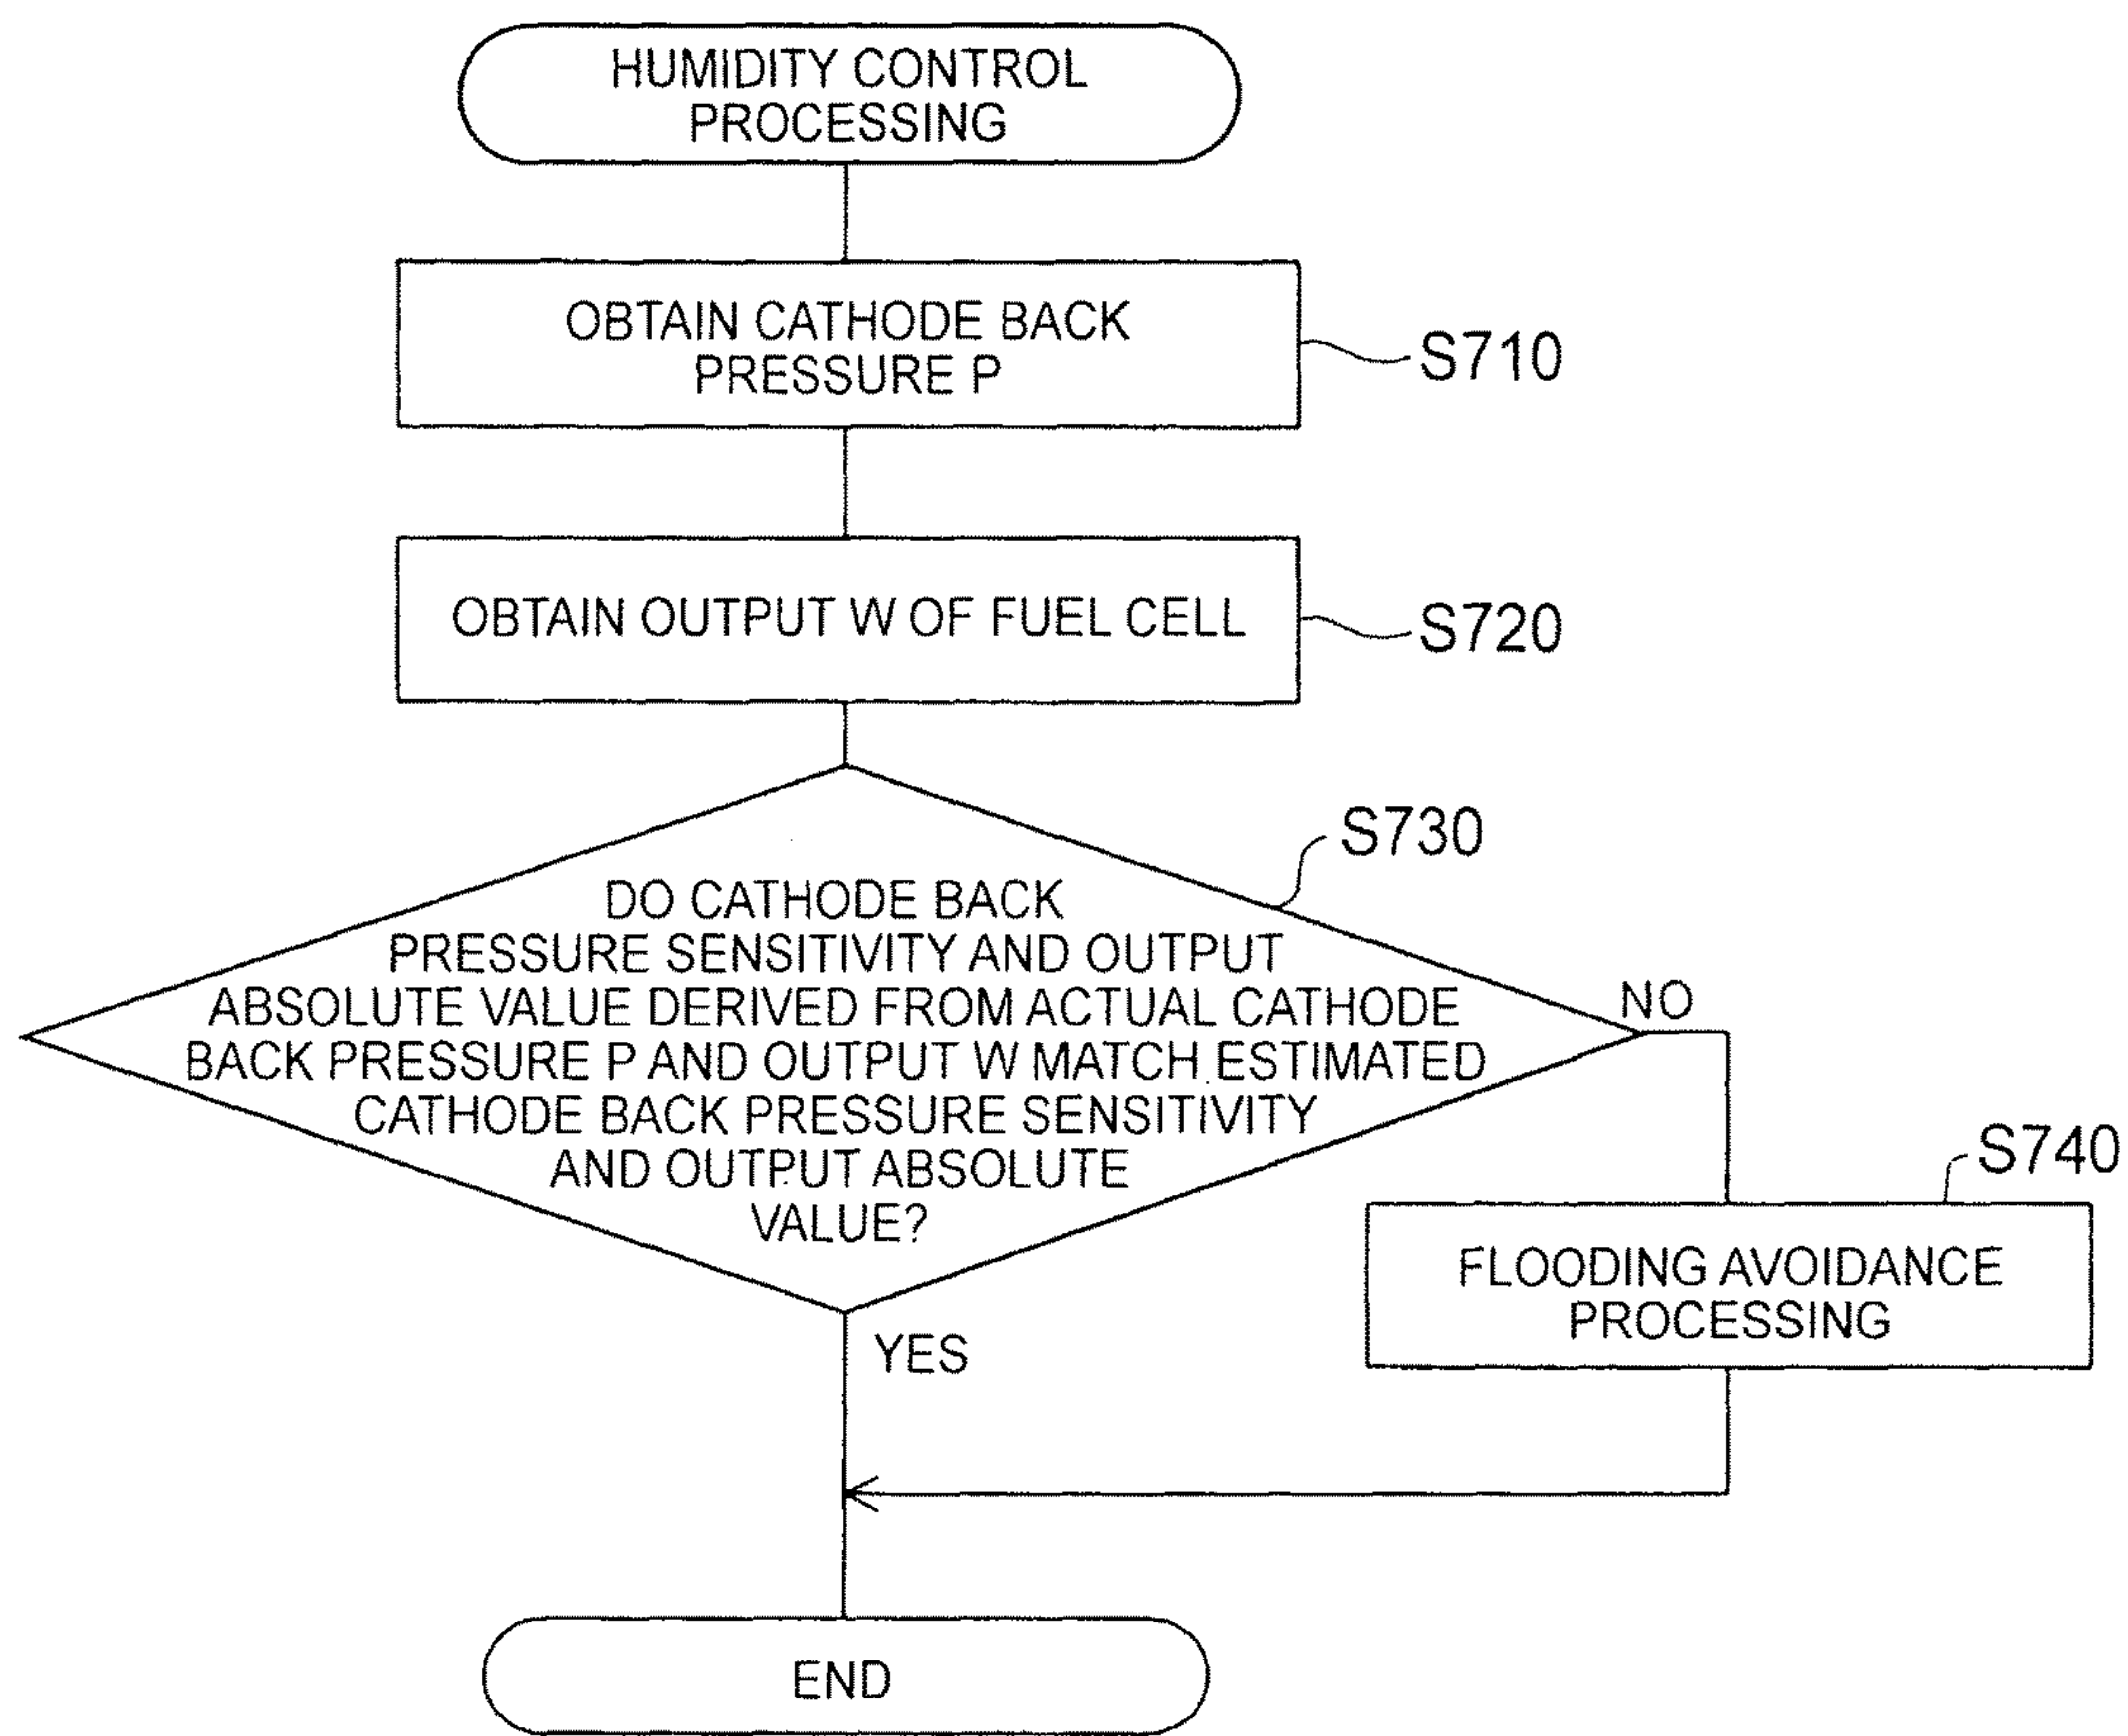 HUMIDITY CONTROL
PROCESSING
OBTAIN CATHODE BACK
PRESSURE P
S710
OBTAIN OUTPUT W OF FUEL CELL
S720
S730
DO CATHODE BACK
PRESSURE SENSITIVITY AND OUTPUT
ABSOLUTE VALUE DERIVED FROM ACTUAL CATHODE
BACK PRESSURE P AND OUTPUT W MATCH ESTIMATED
CATHODE BACK PRESSURE SENSITIVITY
AND OUTPUT ABSOLUTE
VALUE?
NO
S740
FLOODING AVOIDANCE
PROCESSING
YES
END